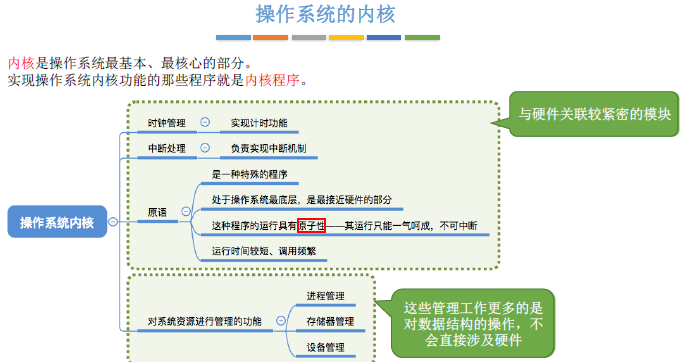 操作系统的内核
内核是操作系统最基本、最核心的部分。
实现操作系统内核功能的那些程序就是内核程序。
与硬件关联较紧密的模块
时钟管理
实现计时功能
中断处理
负责实现中断机制
是一种特殊的程序
处于操作系统最底层，是最接近硬件的部分
原语
这种程序的运行具有原子性——其运行只能一气呵成，不可中断
运行时间较短、调用频繁
操作系统内核
进程管理
对系统资源进行管理的功能
存储器管理
设备管理
这些管理工作更多的是
对数据结构的操作，不
会直接涉及硬件